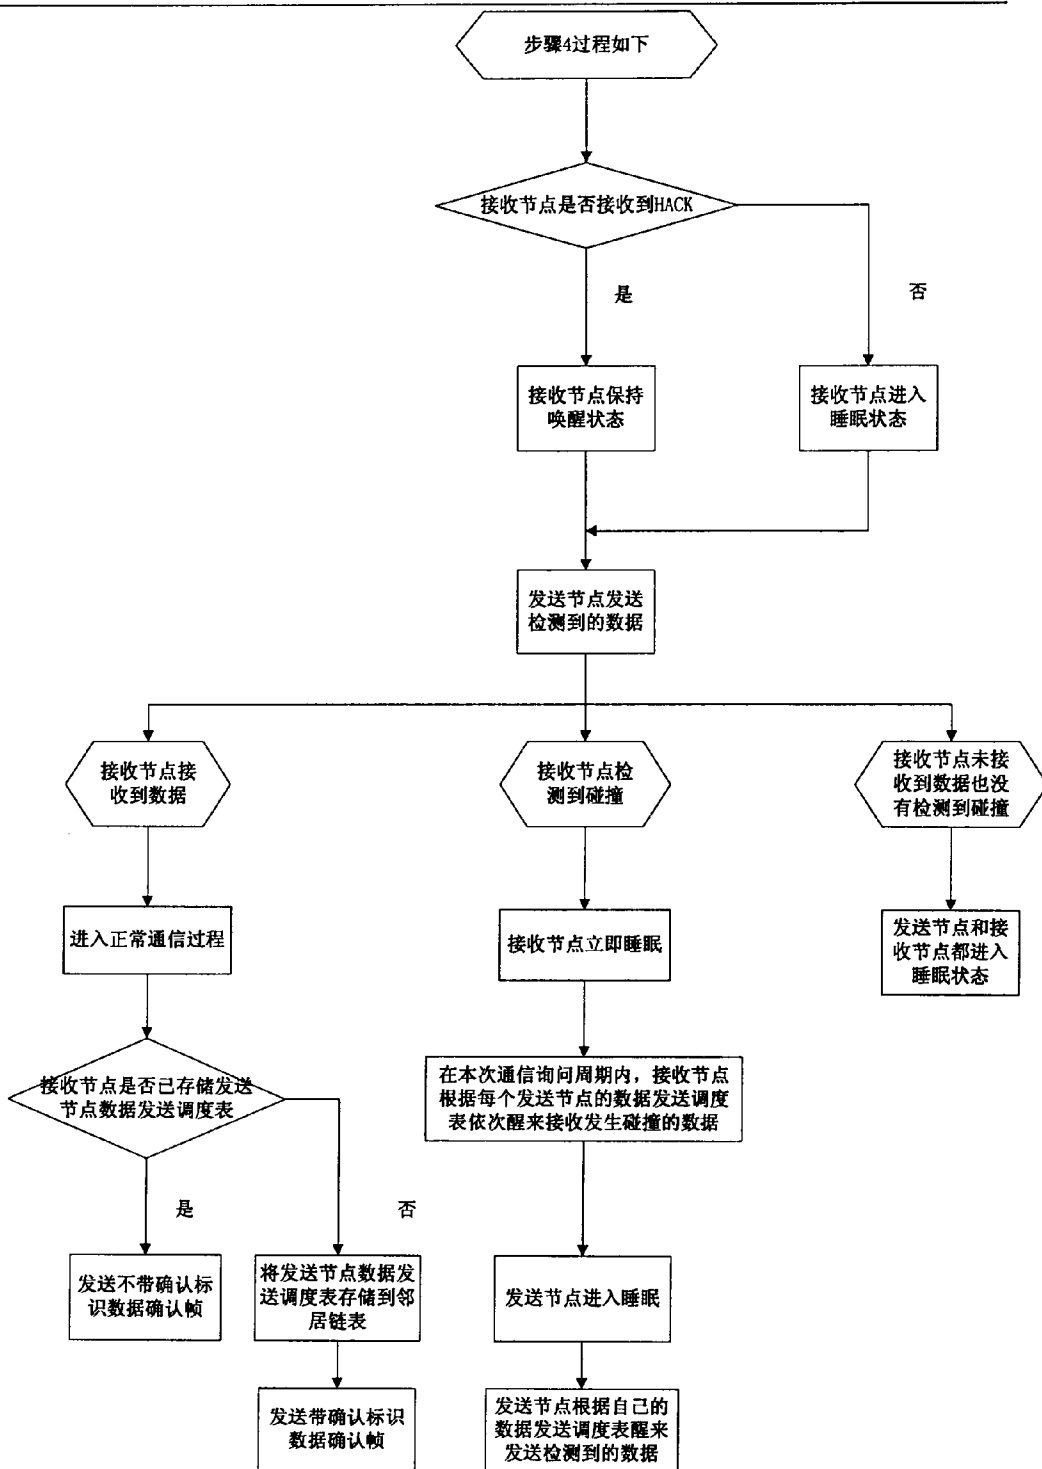 步骤4过程如下
接收节点是否接收到HACK
是
否
接收节点保持
唤醒状态
接收节点进入
睡眠状态
发送节点发送
检测到的数据
接收节点接
收到数据
接收节点检
测到碰撞
接收节点未接
收到数据也没
有检测到碰撞
进入正常通信过程
接收节点立即睡眠
发送节点和接
收节点都进入
睡眠状态
接收节点是否已存储发送
节点数据发送调度表
在本次通信询问周期内，接收节点
根据每个发送节点的数据发送调度
表依次醒来接收发生碰撞的数据
是
否
发送不带确认标
识数据确认帧
将发送节点数据发
送调度表存储到邻
居链表
发送节点进入睡眠
发送带确认标识
数据确认帧
发送节点根据自己的
数据发送调度表醒来
发送检测到的数据